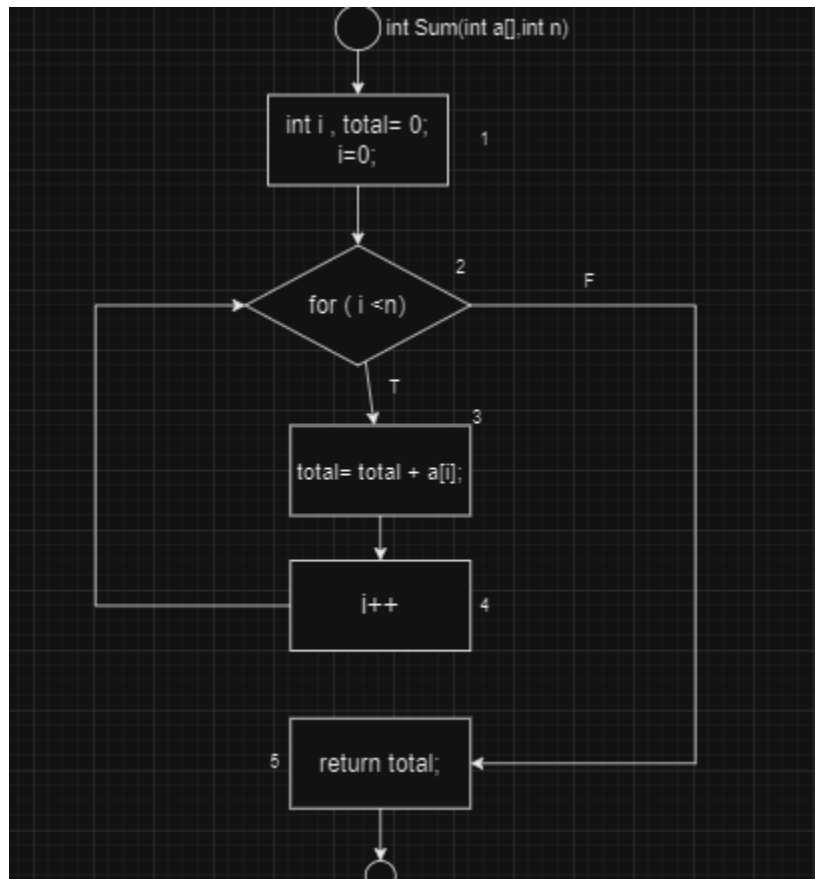 int Sum(int a[],int n)
int i , total= 0;
i=0;
1
2
for ( i <n)
F
T
3
total= total + a[i];
i++
4
5
return total;